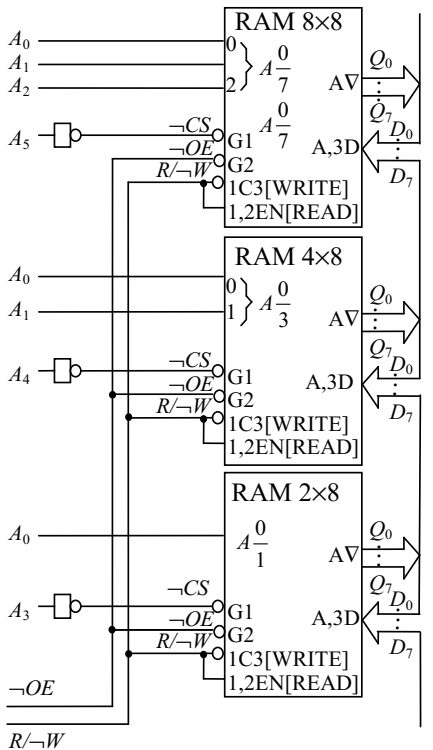 RAM 8×8
A0
A1
A2
0
2
A 0/7
A 0/7
A∇
Q0
Q7
A5
¬CS
G1
¬OE
G2
R/¬W
1C3[WRITE]
1,2EN[READ]
A,3D
D0
D7
RAM 4×8
A0
A1
0
1
A 0/3
A∇
Q0
Q7
A4
¬CS
G1
¬OE
G2
R/¬W
1C3[WRITE]
1,2EN[READ]
A,3D
D0
D7
RAM 2×8
A0
A 0/1
A∇
Q0
Q7
A3
¬CS
G1
¬OE
G2
R/¬W
1C3[WRITE]
1,2EN[READ]
A,3D
D0
D7
¬OE
R/¬W